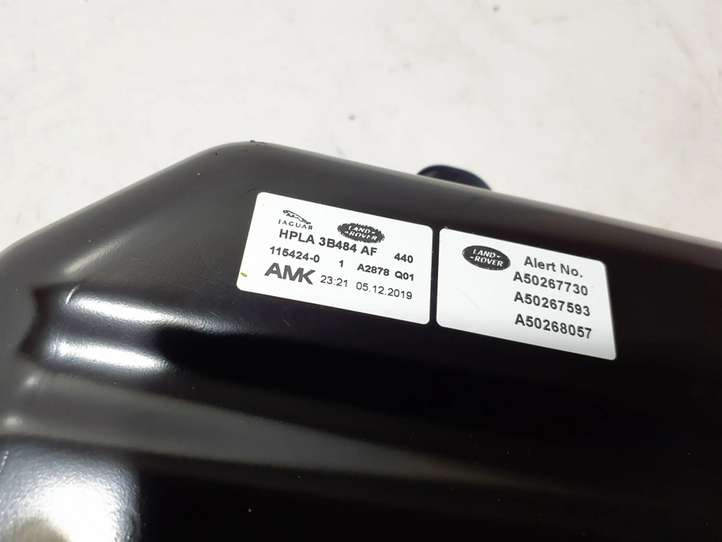 JAGUAR
LAND ROVER
HPLA 3B484 AF 440
115424-0 1 A2878 Q01
AMK 23:21 05.12.2019
LAND ROVER
Alert No.
A50267730
A50267593
A50268057